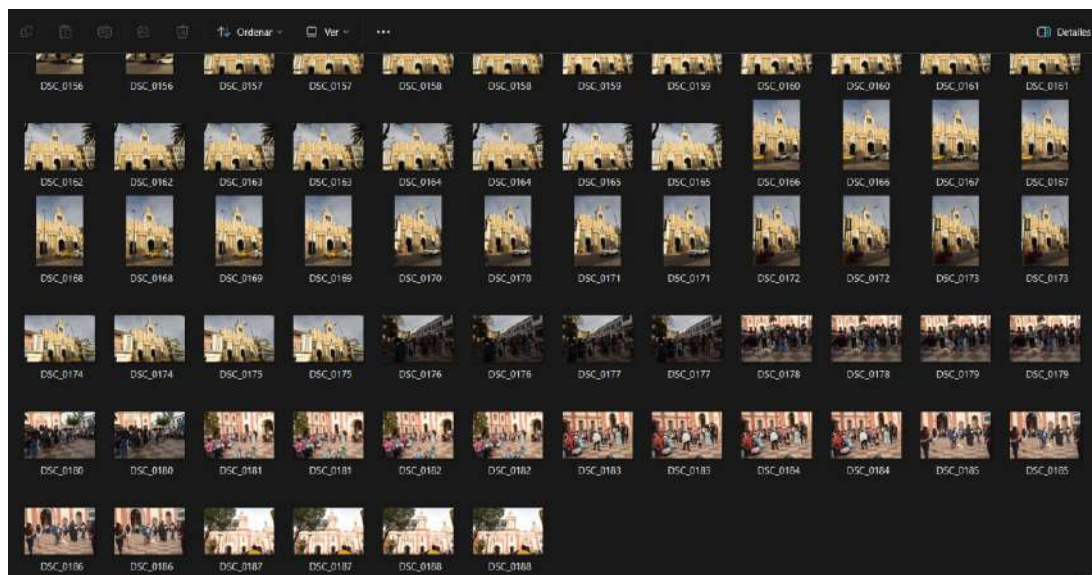 Ordenar Ver ... Detalles
DSC_0156 DSC_0156 DSC_0157 DSC_0157 DSC_0158 DSC_0158 DSC_0159 DSC_0159 DSC_0160 DSC_0160 DSC_0161 DSC_0161
DSC_0162 DSC_0162 DSC_0163 DSC_0163 DSC_0164 DSC_0164 DSC_0165 DSC_0165 DSC_0166 DSC_0166 DSC_0167 DSC_0167
DSC_0168 DSC_0168 DSC_0169 DSC_0169 DSC_0170 DSC_0170 DSC_0171 DSC_0171 DSC_0172 DSC_0172 DSC_0173 DSC_0173
DSC_0174 DSC_0174 DSC_0175 DSC_0175 DSC_0176 DSC_0176 DSC_0177 DSC_0177 DSC_0178 DSC_0178 DSC_0179 DSC_0179
DSC_0180 DSC_0180 DSC_0181 DSC_0181 DSC_0182 DSC_0182 DSC_0183 DSC_0183 DSC_0184 DSC_0184 DSC_0185 DSC_0185
DSC_0186 DSC_0186 DSC_0187 DSC_0187 DSC_0188 DSC_0188